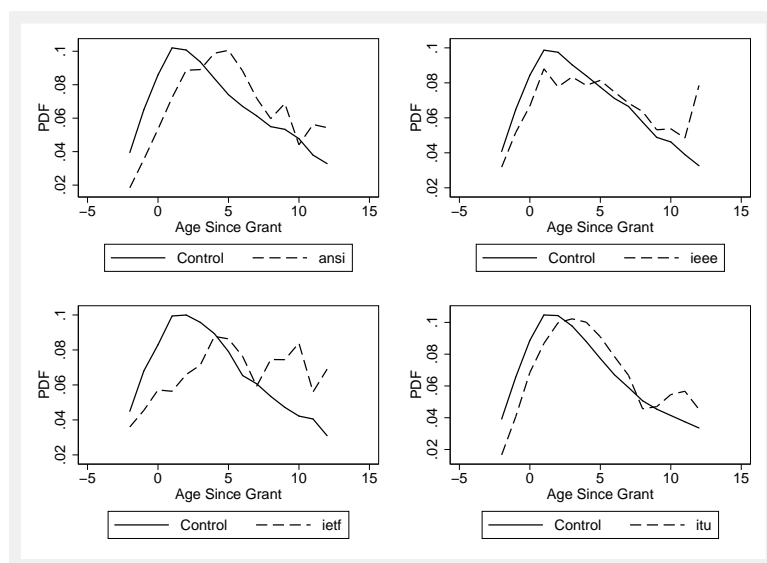 PDF
.02 .04 .06 .08 .1
−5 0 5 10 15
Age Since Grant
Control ansi
PDF
.02 .04 .06 .08 .1
−5 0 5 10 15
Age Since Grant
Control ieee
PDF
.02 .04 .06 .08 .1
−5 0 5 10 15
Age Since Grant
Control ietf
PDF
.02 .04 .06 .08 .1
−5 0 5 10 15
Age Since Grant
Control itu